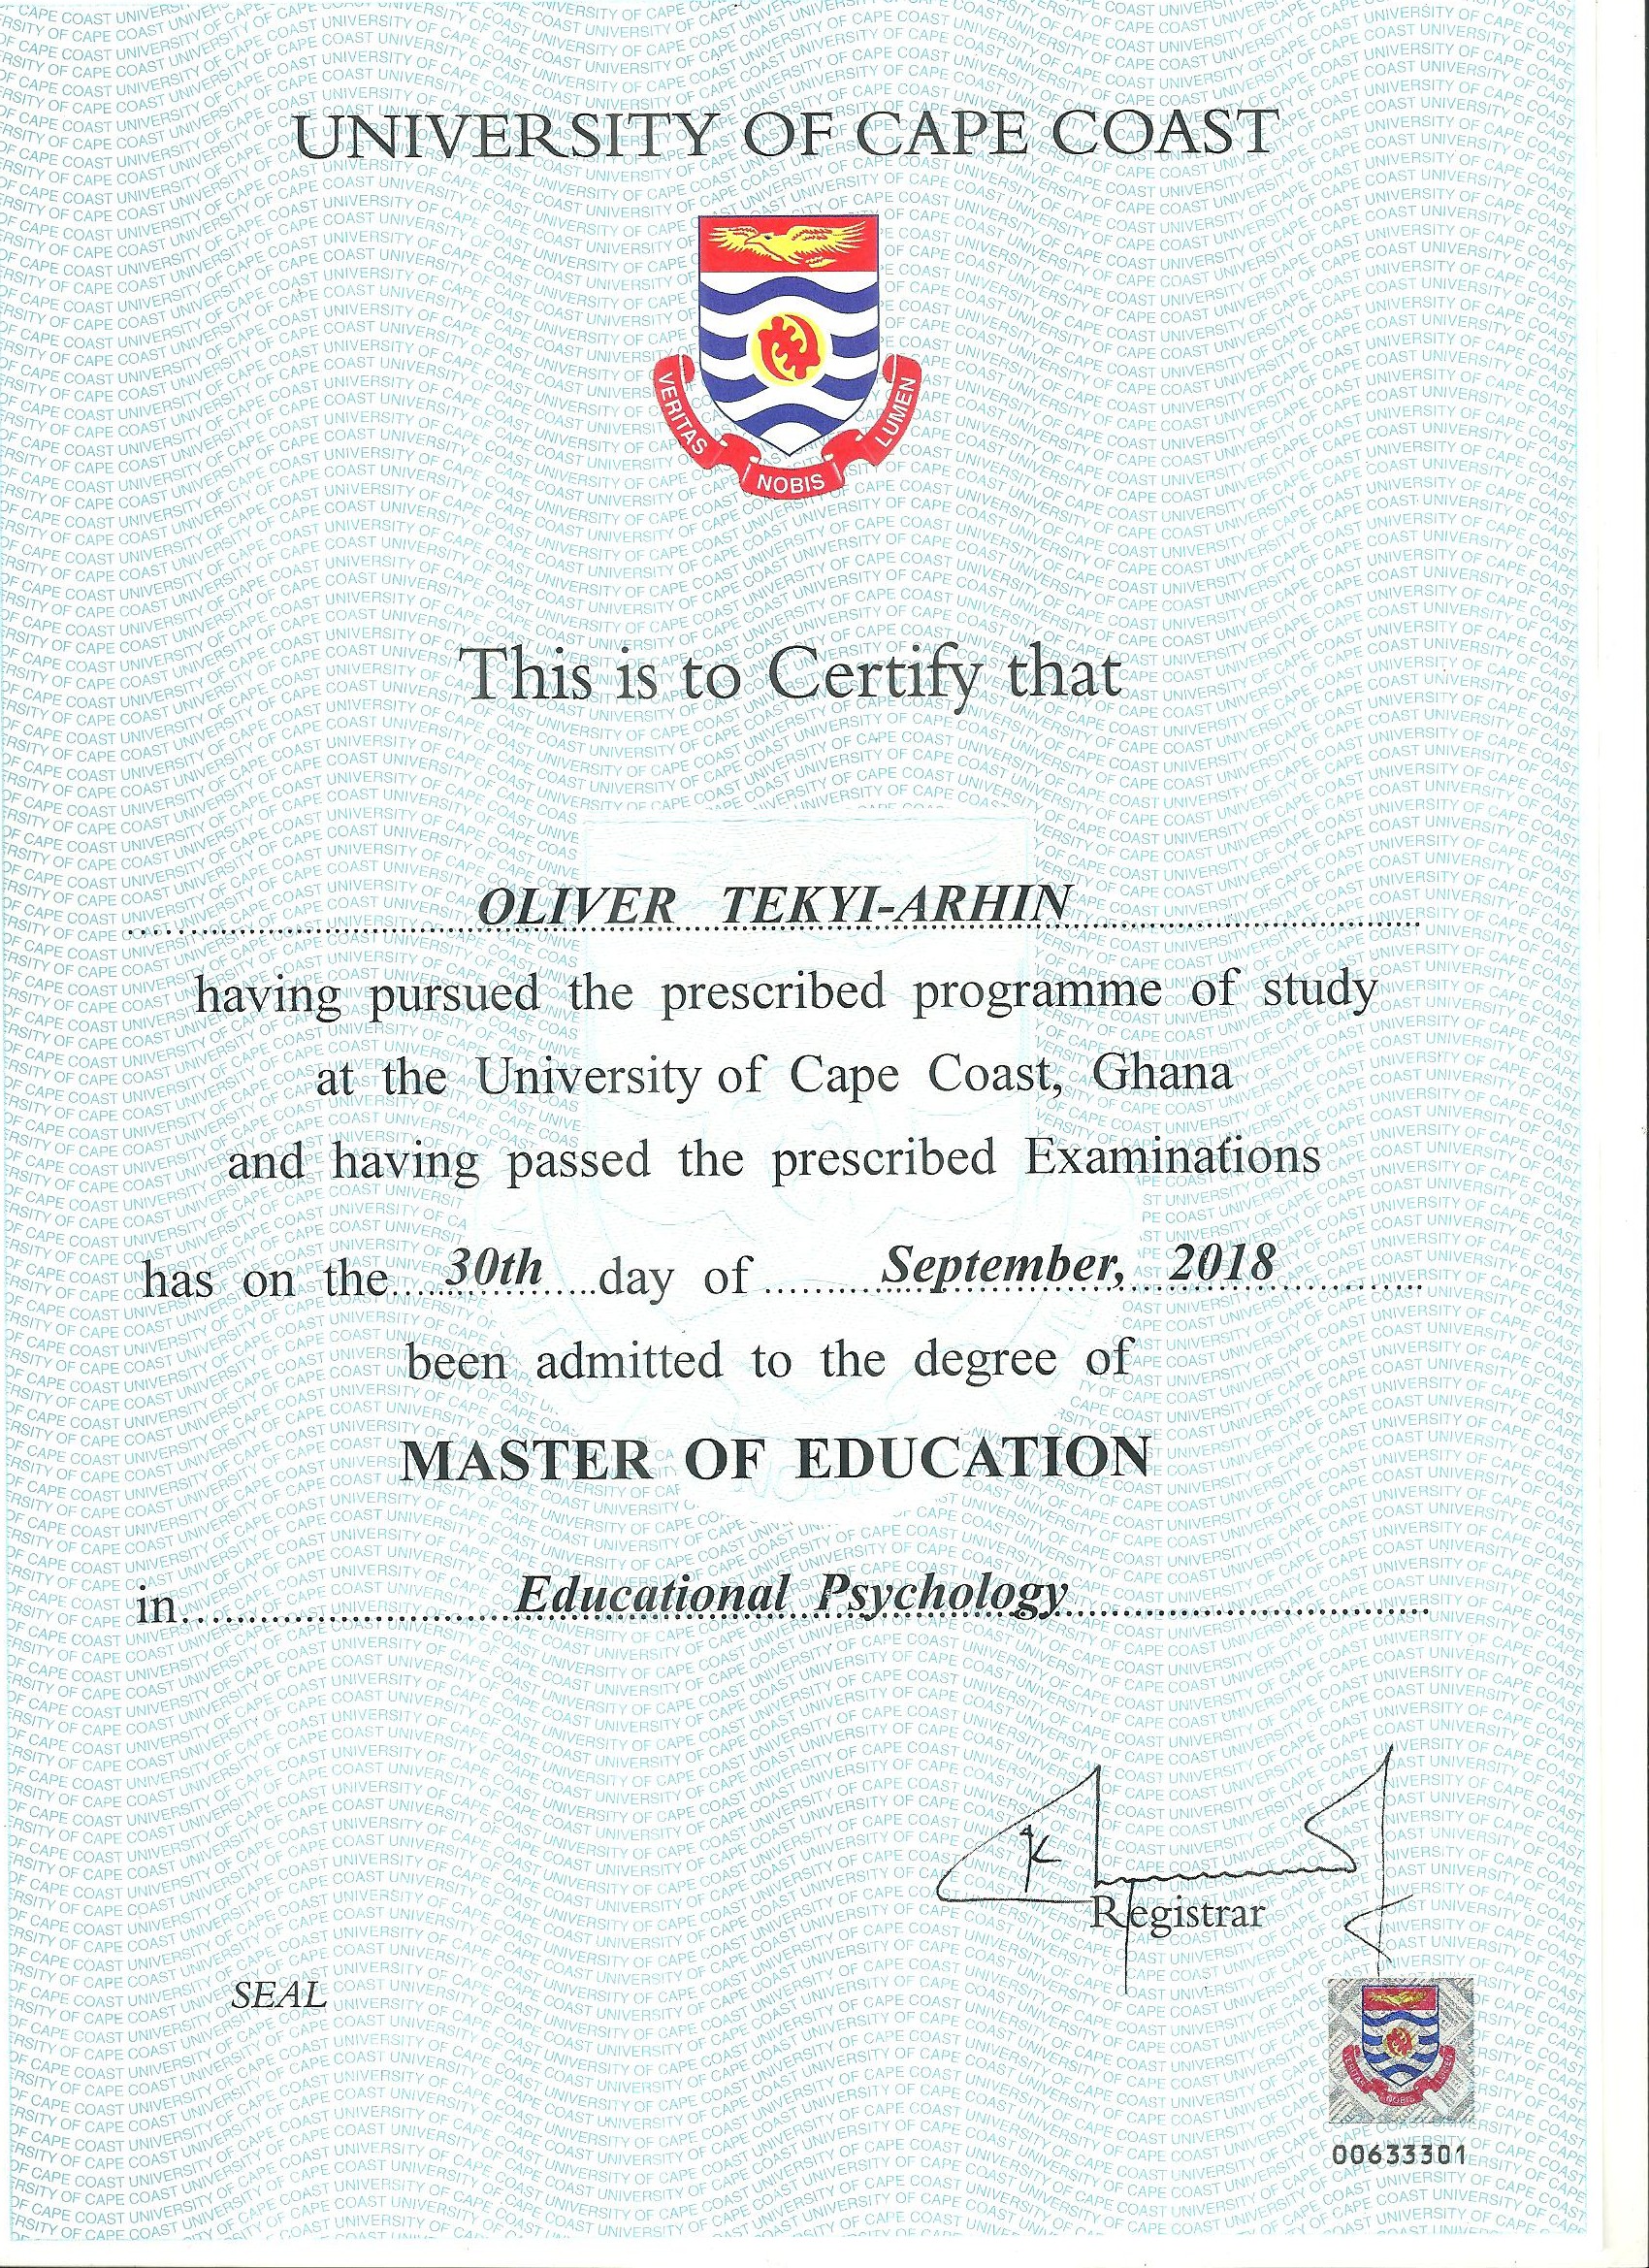 UNIVERSITY OF CAPE COAST
VERITAS
NOBIS
LUMEN
This is to Certify that
OLIVER TEKYI-ARHIN
having pursued the prescribed programme of study
at the University of Cape Coast, Ghana
and having passed the prescribed Examinations
has on the 30th day of September, 2018
been admitted to the degree of
MASTER OF EDUCATION
in Educational Psychology
Registrar
SEAL
VERITAS
NOBIS
LUMEN
00633301